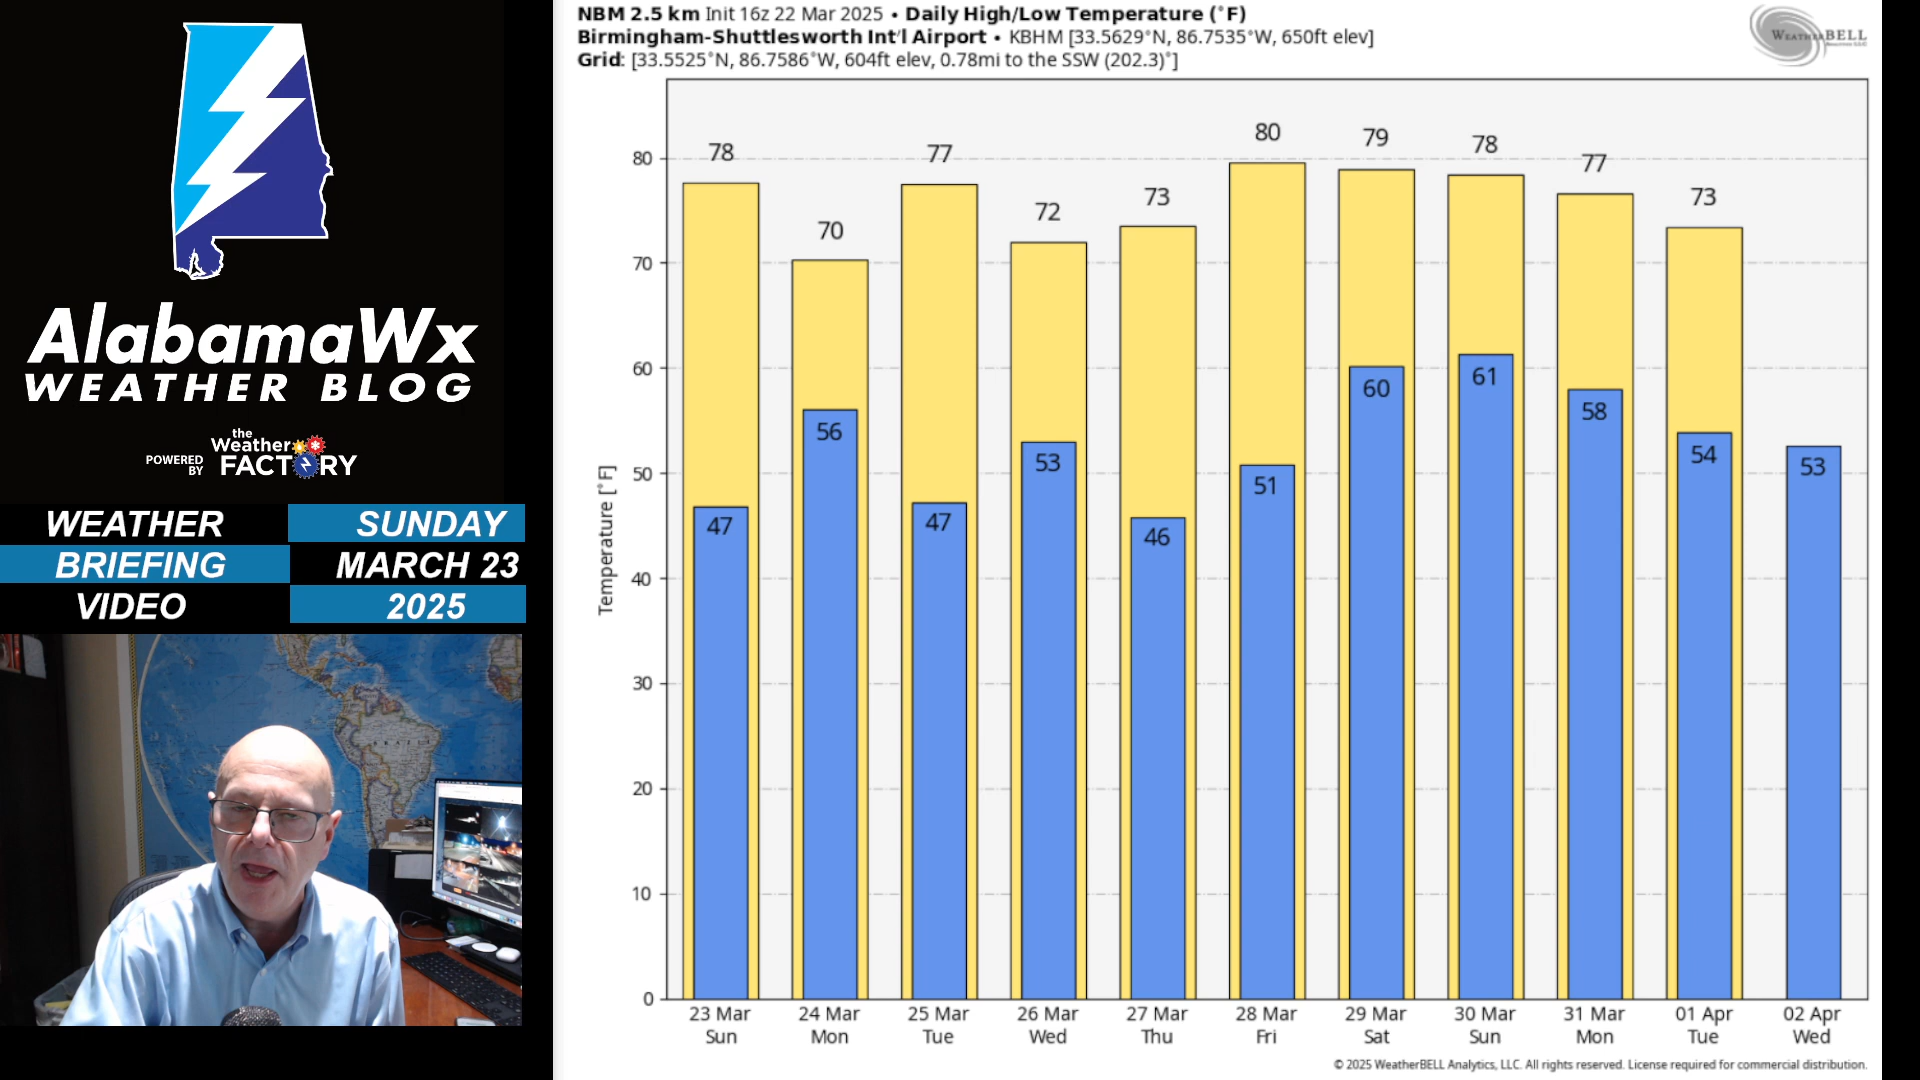 AlabamaWx
WEATHER BLOG
POWERED BY
the Weather FACTORY
WEATHER SUNDAY
BRIEFING MARCH 23
VIDEO 2025
NBM 2.5 km Init 16z 22 Mar 2025 • Daily High/Low Temperature (°F)
Birmingham-Shuttlesworth Int'l Airport • KBHM [33.5629°N, 86.7535°W, 650ft elev]
Grid: [33.5525°N, 86.7586°W, 604ft elev, 0.78mi to the SSW (202.3)°]
WEATHERBELL
Temperature [°F]
80
70
60
50
40
30
20
10
0
78 70 77 72 73 80 79 78 77 73
47 56 47 53 46 51 60 61 58 54 53
23 Mar 24 Mar 25 Mar 26 Mar 27 Mar 28 Mar 29 Mar 30 Mar 31 Mar 01 Apr 02 Apr
Sun Mon Tue Wed Thu Fri Sat Sun Mon Tue Wed
© 2025 WeatherBELL Analytics, LLC. All rights reserved. License required for commercial distribution.